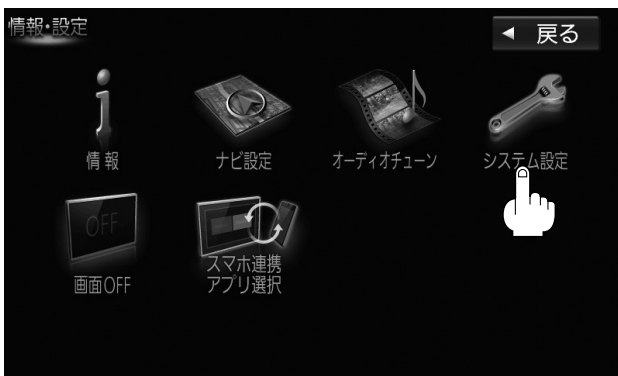 情報・設定
戻る
情報
ナビ設定
オーディオチューン
システム設定
OFF
画面OFF
スマホ連携
アプリ選択